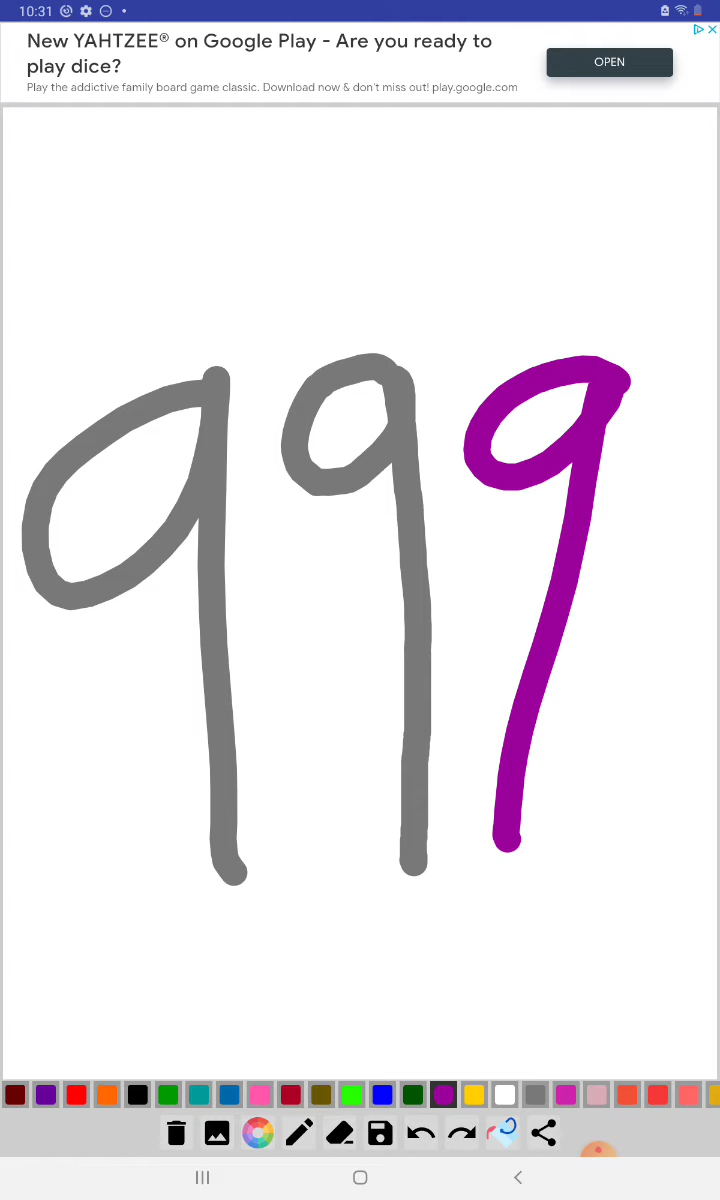 10:31
New YAHTZEE® on Google Play - Are you ready to
play dice?
Play the addictive family board game classic. Download now & don't miss out! play.google.com
OPEN
999